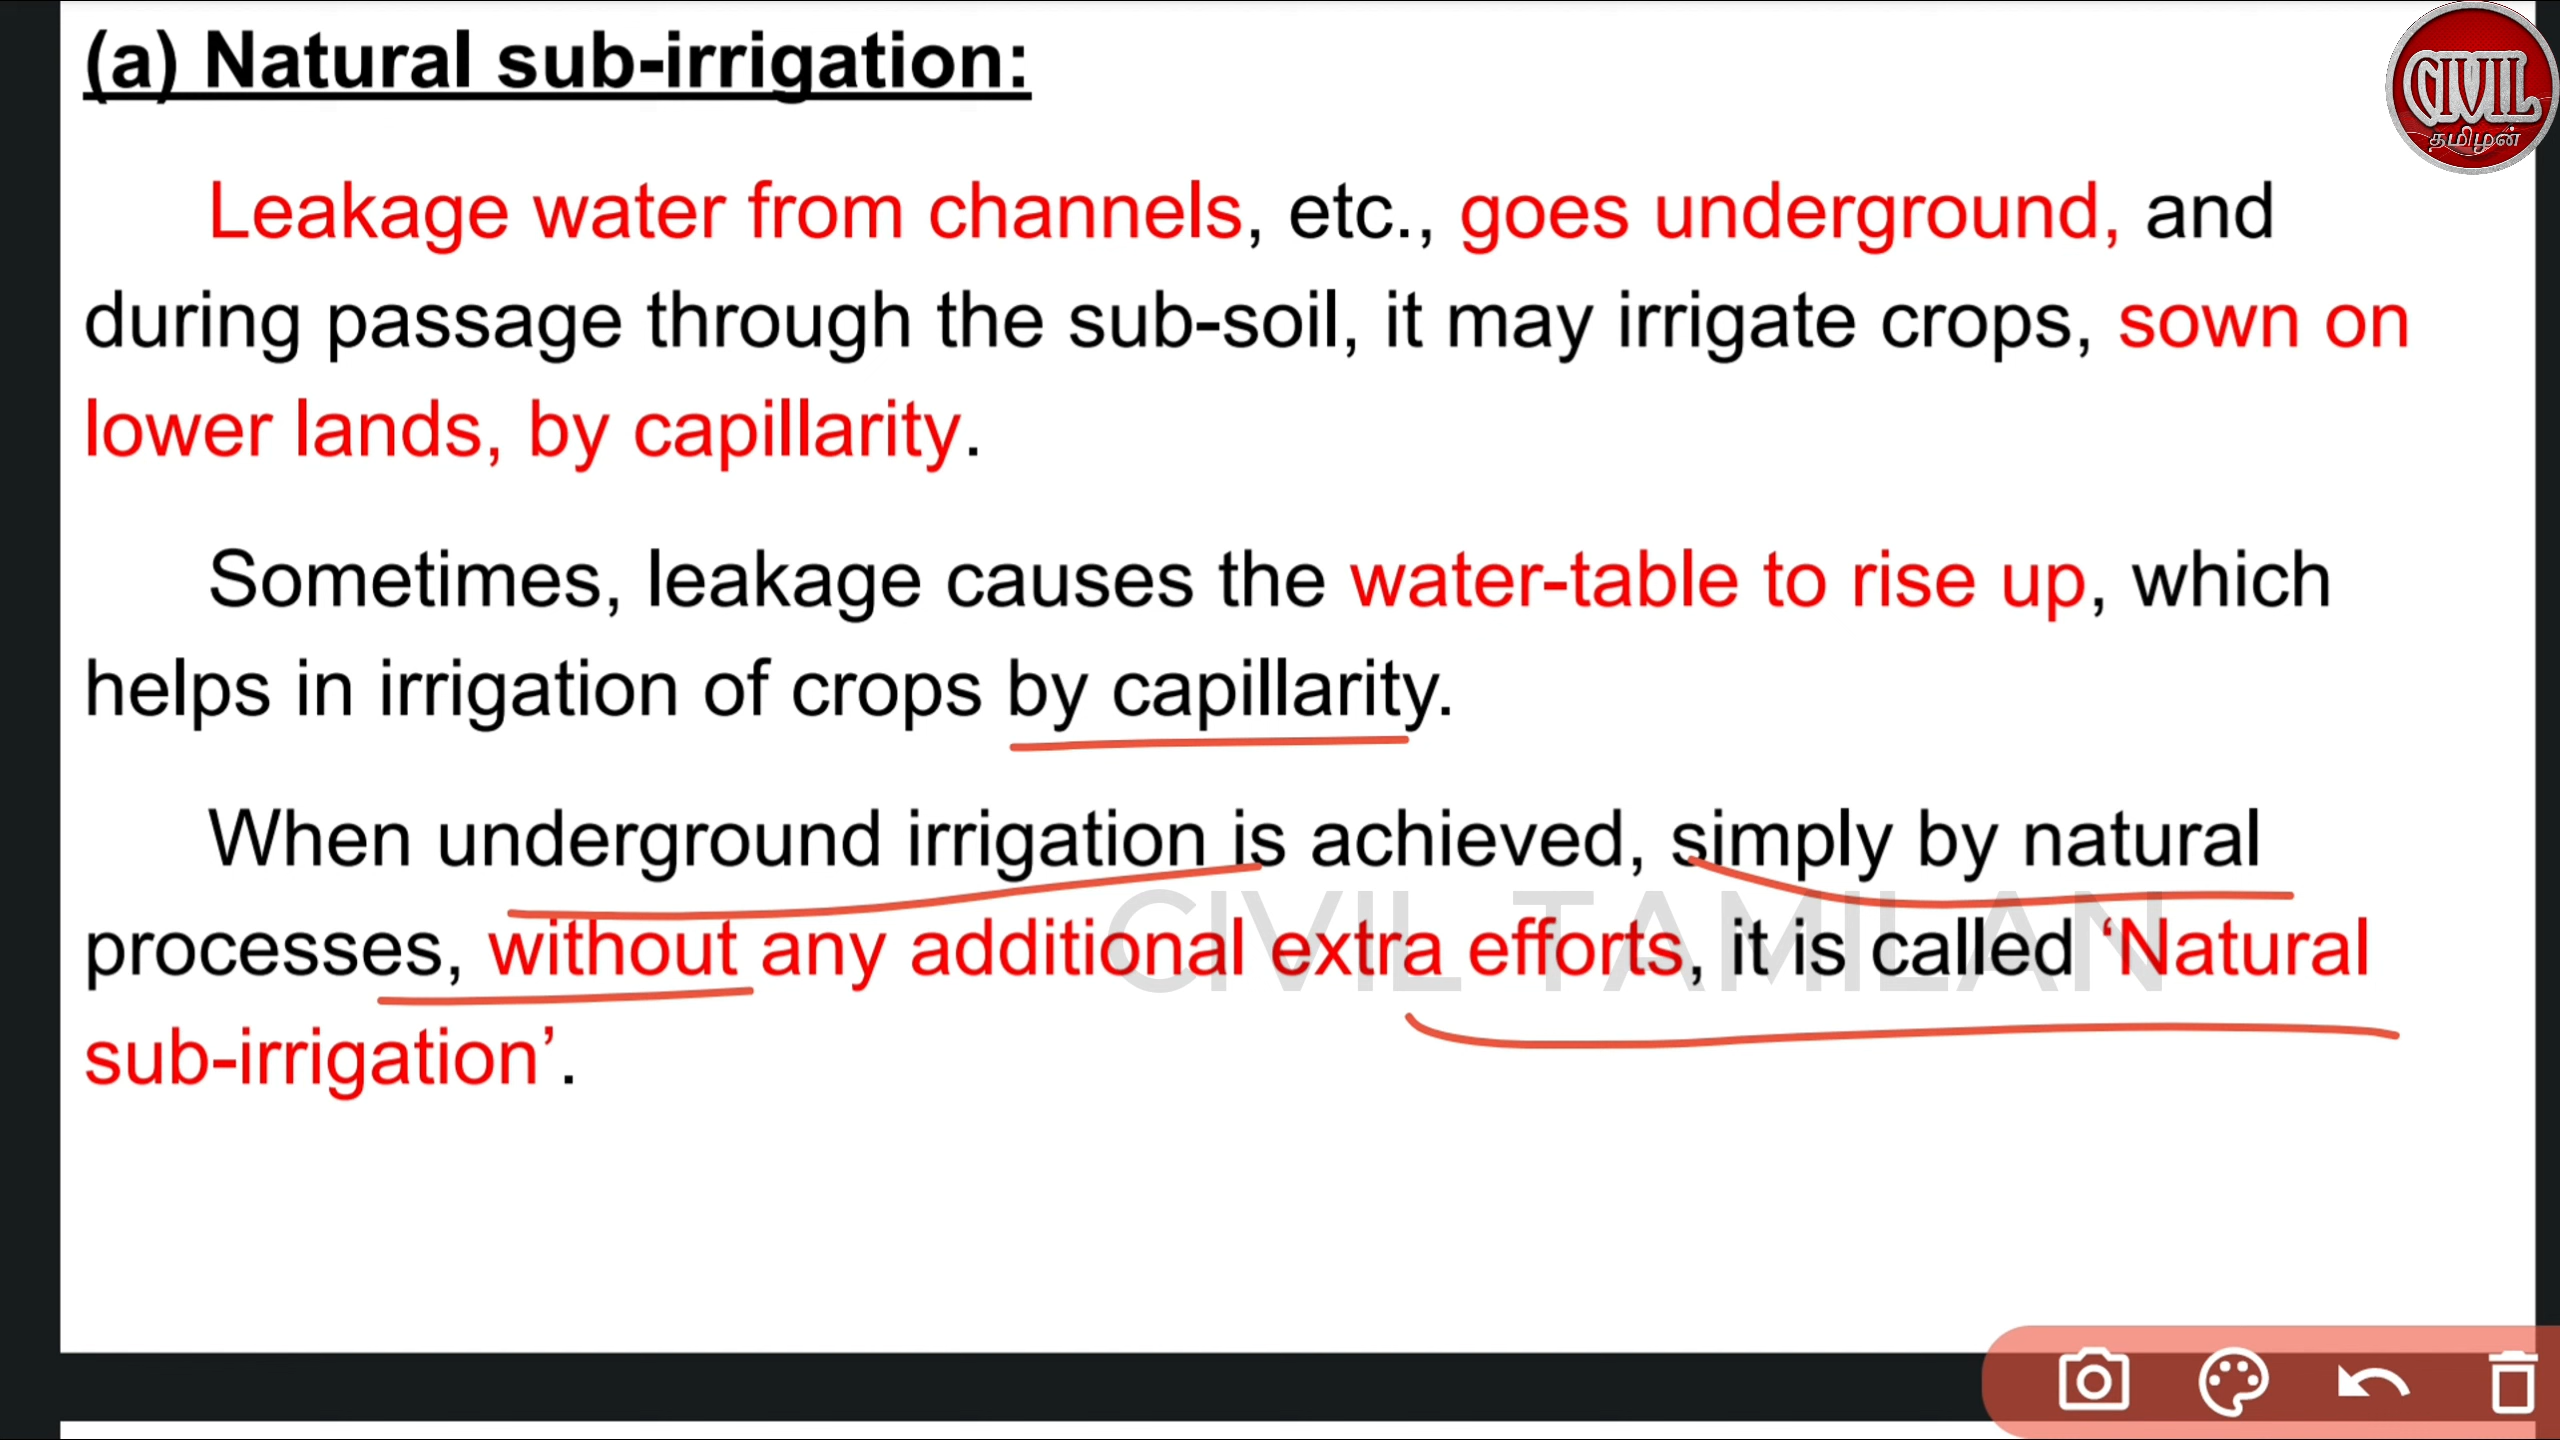 (a) Natural sub-irrigation:
CIVIL
தமிழன்
Leakage water from channels, etc., goes underground, and
during passage through the sub-soil, it may irrigate crops, sown on
lower lands, by capillarity.
Sometimes, leakage causes the water-table to rise up, which
helps in irrigation of crops by capillarity.
When underground irrigation is achieved, simply by natural
processes, without any additional extra efforts, it is called ‘Natural
sub-irrigation’.
CIVIL TAMILAN